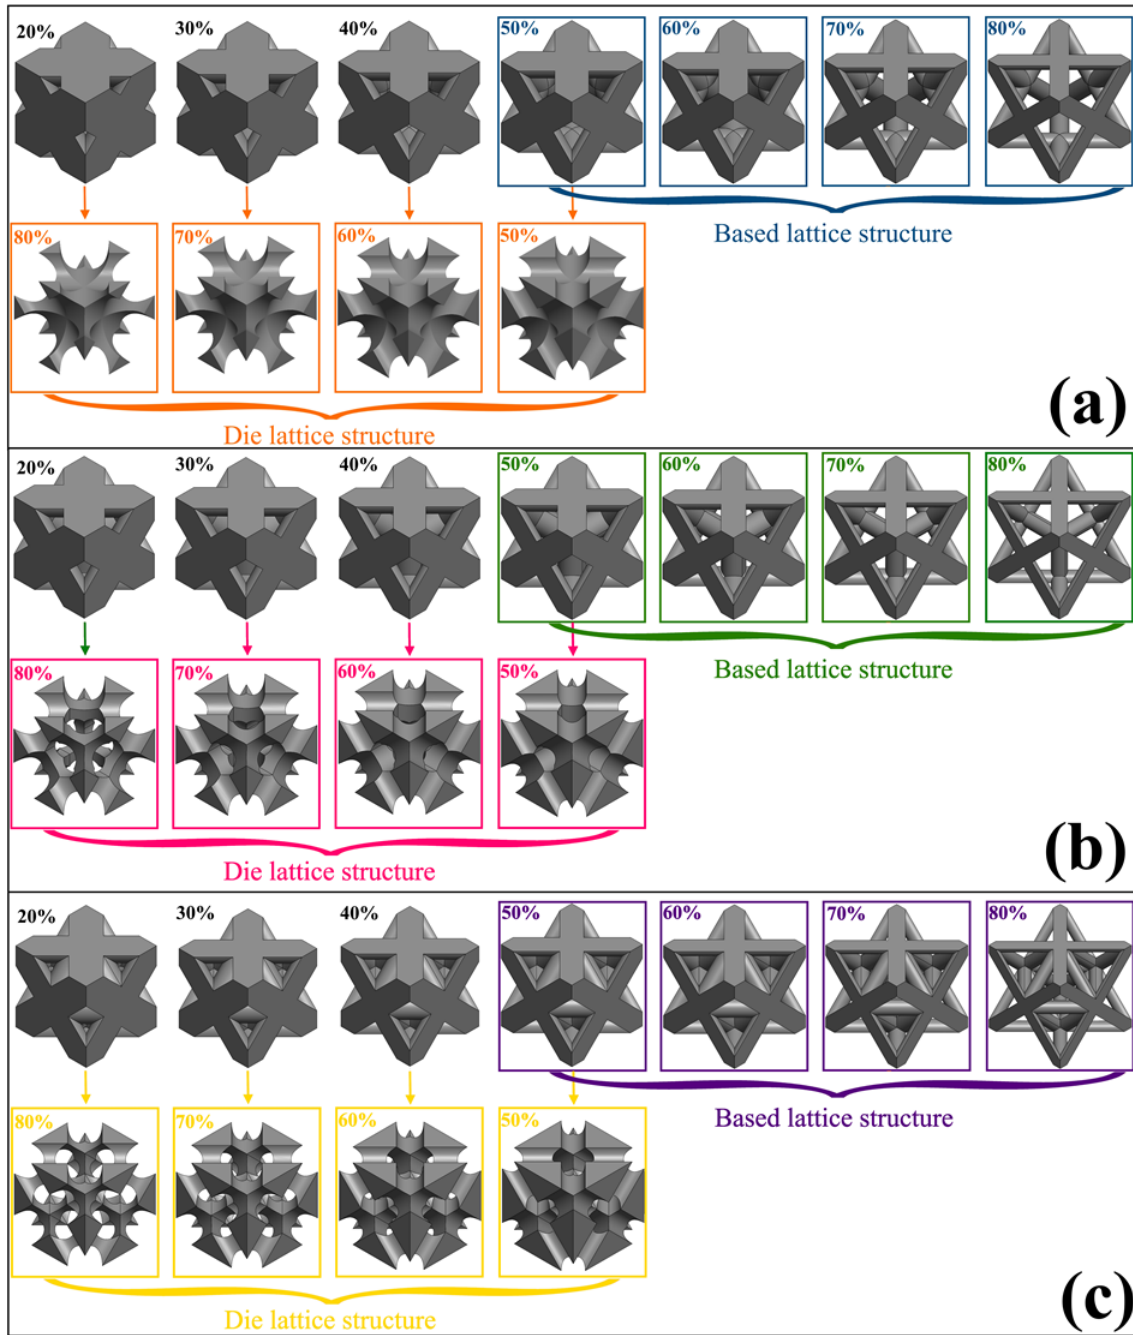 20% 30% 40% 50% 60% 70% 80%
Based lattice structure
80% 70% 60% 50%
Die lattice structure
(a)
20% 30% 40% 50% 60% 70% 80%
Based lattice structure
80% 70% 60% 50%
Die lattice structure
(b)
20% 30% 40% 50% 60% 70% 80%
Based lattice structure
80% 70% 60% 50%
Die lattice structure
(c)